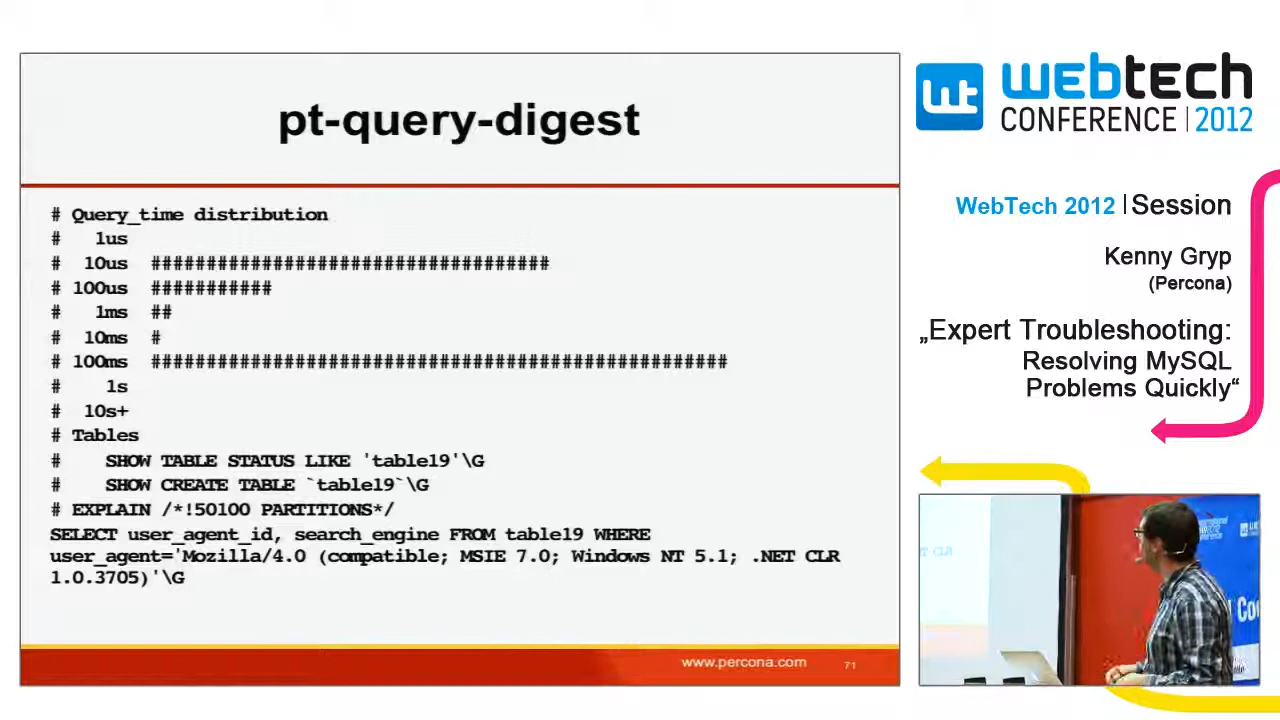 pt-query-digest
# Query_time distribution
#   1us
#  10us  ####################################
# 100us  ###########
#   1ms  ##
#  10ms  #
# 100ms  ####################################################
#    1s
#  10s+
# Tables
#    SHOW TABLE STATUS LIKE 'table19'\G
#    SHOW CREATE TABLE `table19`\G
# EXPLAIN /*!50100 PARTITIONS*/
SELECT user_agent_id, search_engine FROM table19 WHERE
user_agent='Mozilla/4.0 (compatible; MSIE 7.0; Windows NT 5.1; .NET CLR
1.0.3705)'\G
www.percona.com
71
wt webtech
CONFERENCE | 2012
WebTech 2012 | Session
Kenny Gryp
(Percona)
„Expert Troubleshooting:
Resolving MySQL
Problems Quickly“